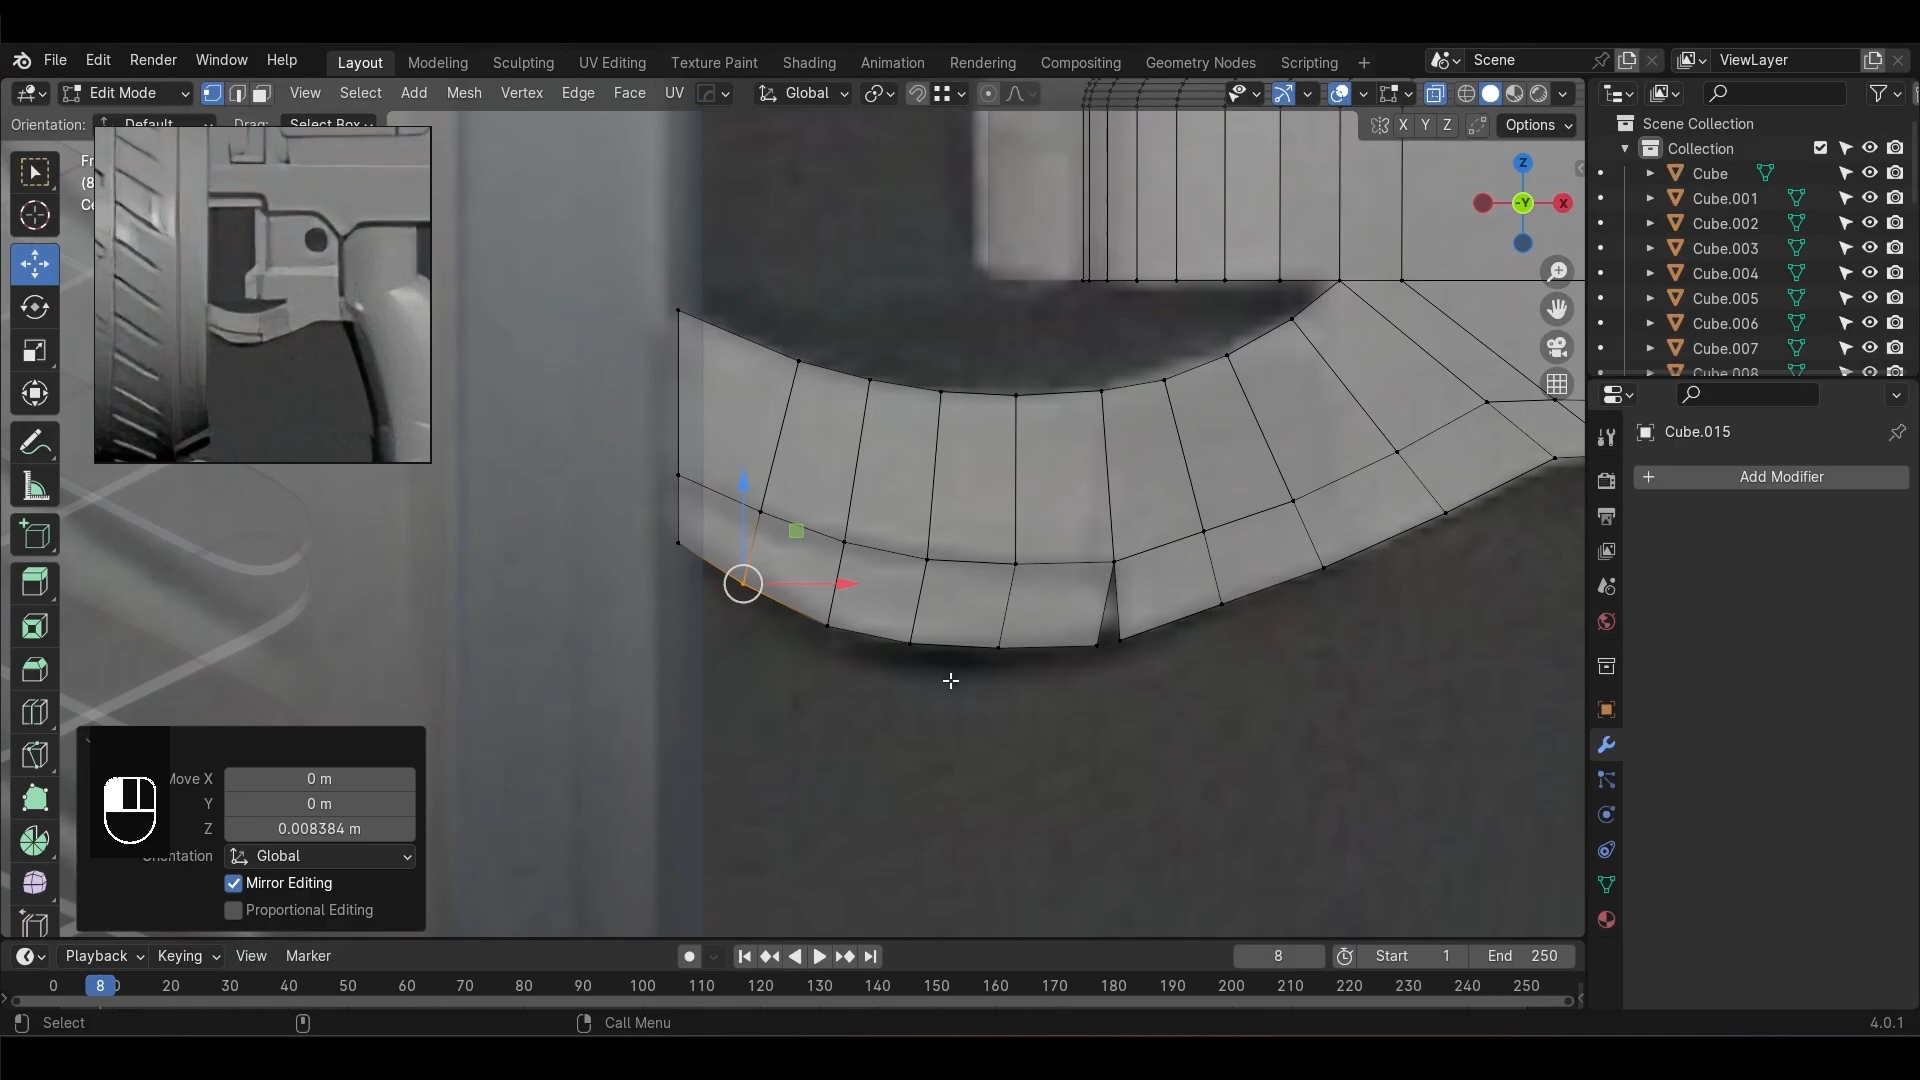 File Edit Render Window Help Layout Modeling Sculpting UV Editing Texture Paint Shading Animation Rendering Compositing Geometry Nodes Scripting + Scene ViewLayer
Edit Mode View Select Add Mesh Vertex Edge Face UV Global
Orientation: Default Drag: Select Box X Y Z Options
Scene Collection
Collection
Cube
Cube.001
Cube.002
Cube.003
Cube.004
Cube.005
Cube.006
Cube.007
Cube.008
Z
-Y X
Cube.015
+ Add Modifier
Move X 0 m
Y 0 m
Z 0.008384 m
Orientation Global
Mirror Editing
Proportional Editing
Playback Keying View Marker 8 Start 1 End 250
0 8 20 30 40 50 60 70 80 90 100 110 120 130 140 150 160 170 180 190 200 210 220 230 240 250
Select Call Menu 4.0.1